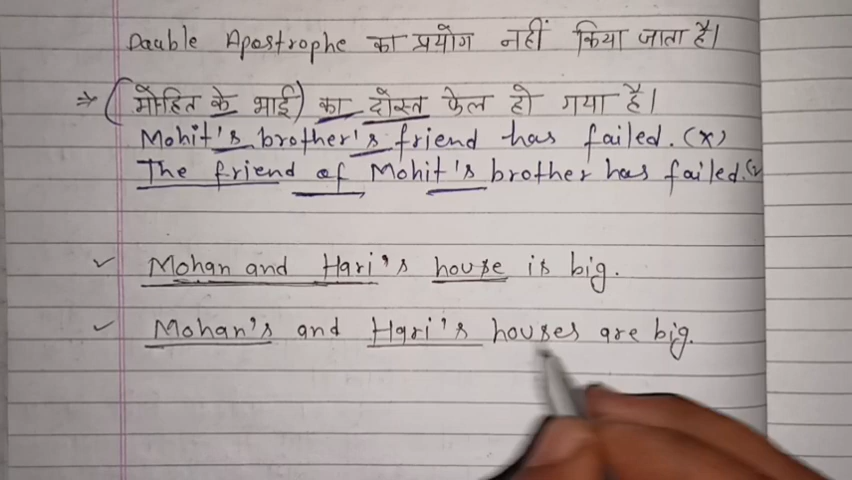 Double Apostrophe का प्रयोग नहीं किया जाता है।
⇒ (मोहित के भाई) का दोस्त फेल हो गया है।
Mohit's brother's friend has failed. (x)
The friend of Mohit's brother has failed. (✓
✓ Mohan and Hari's house is big.
✓ Mohan's and Hari's houses are big.